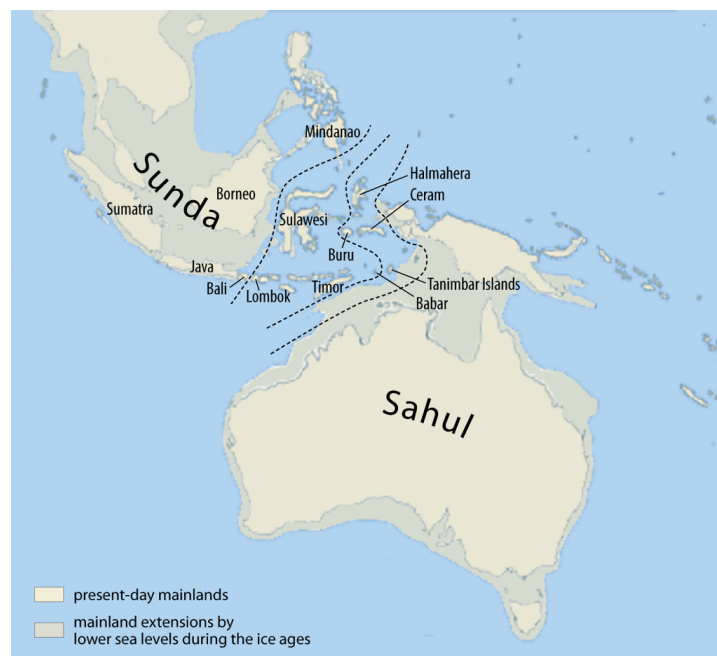 Mindanao
Halmahera
Ceram
Sunda
Borneo
Sumatra
Sulawesi
Buru
Java
Bali
Lombok
Timor
Tanimbar Islands
Babar
Sahul
present-day mainlands
mainland extensions by
lower sea levels during the ice ages